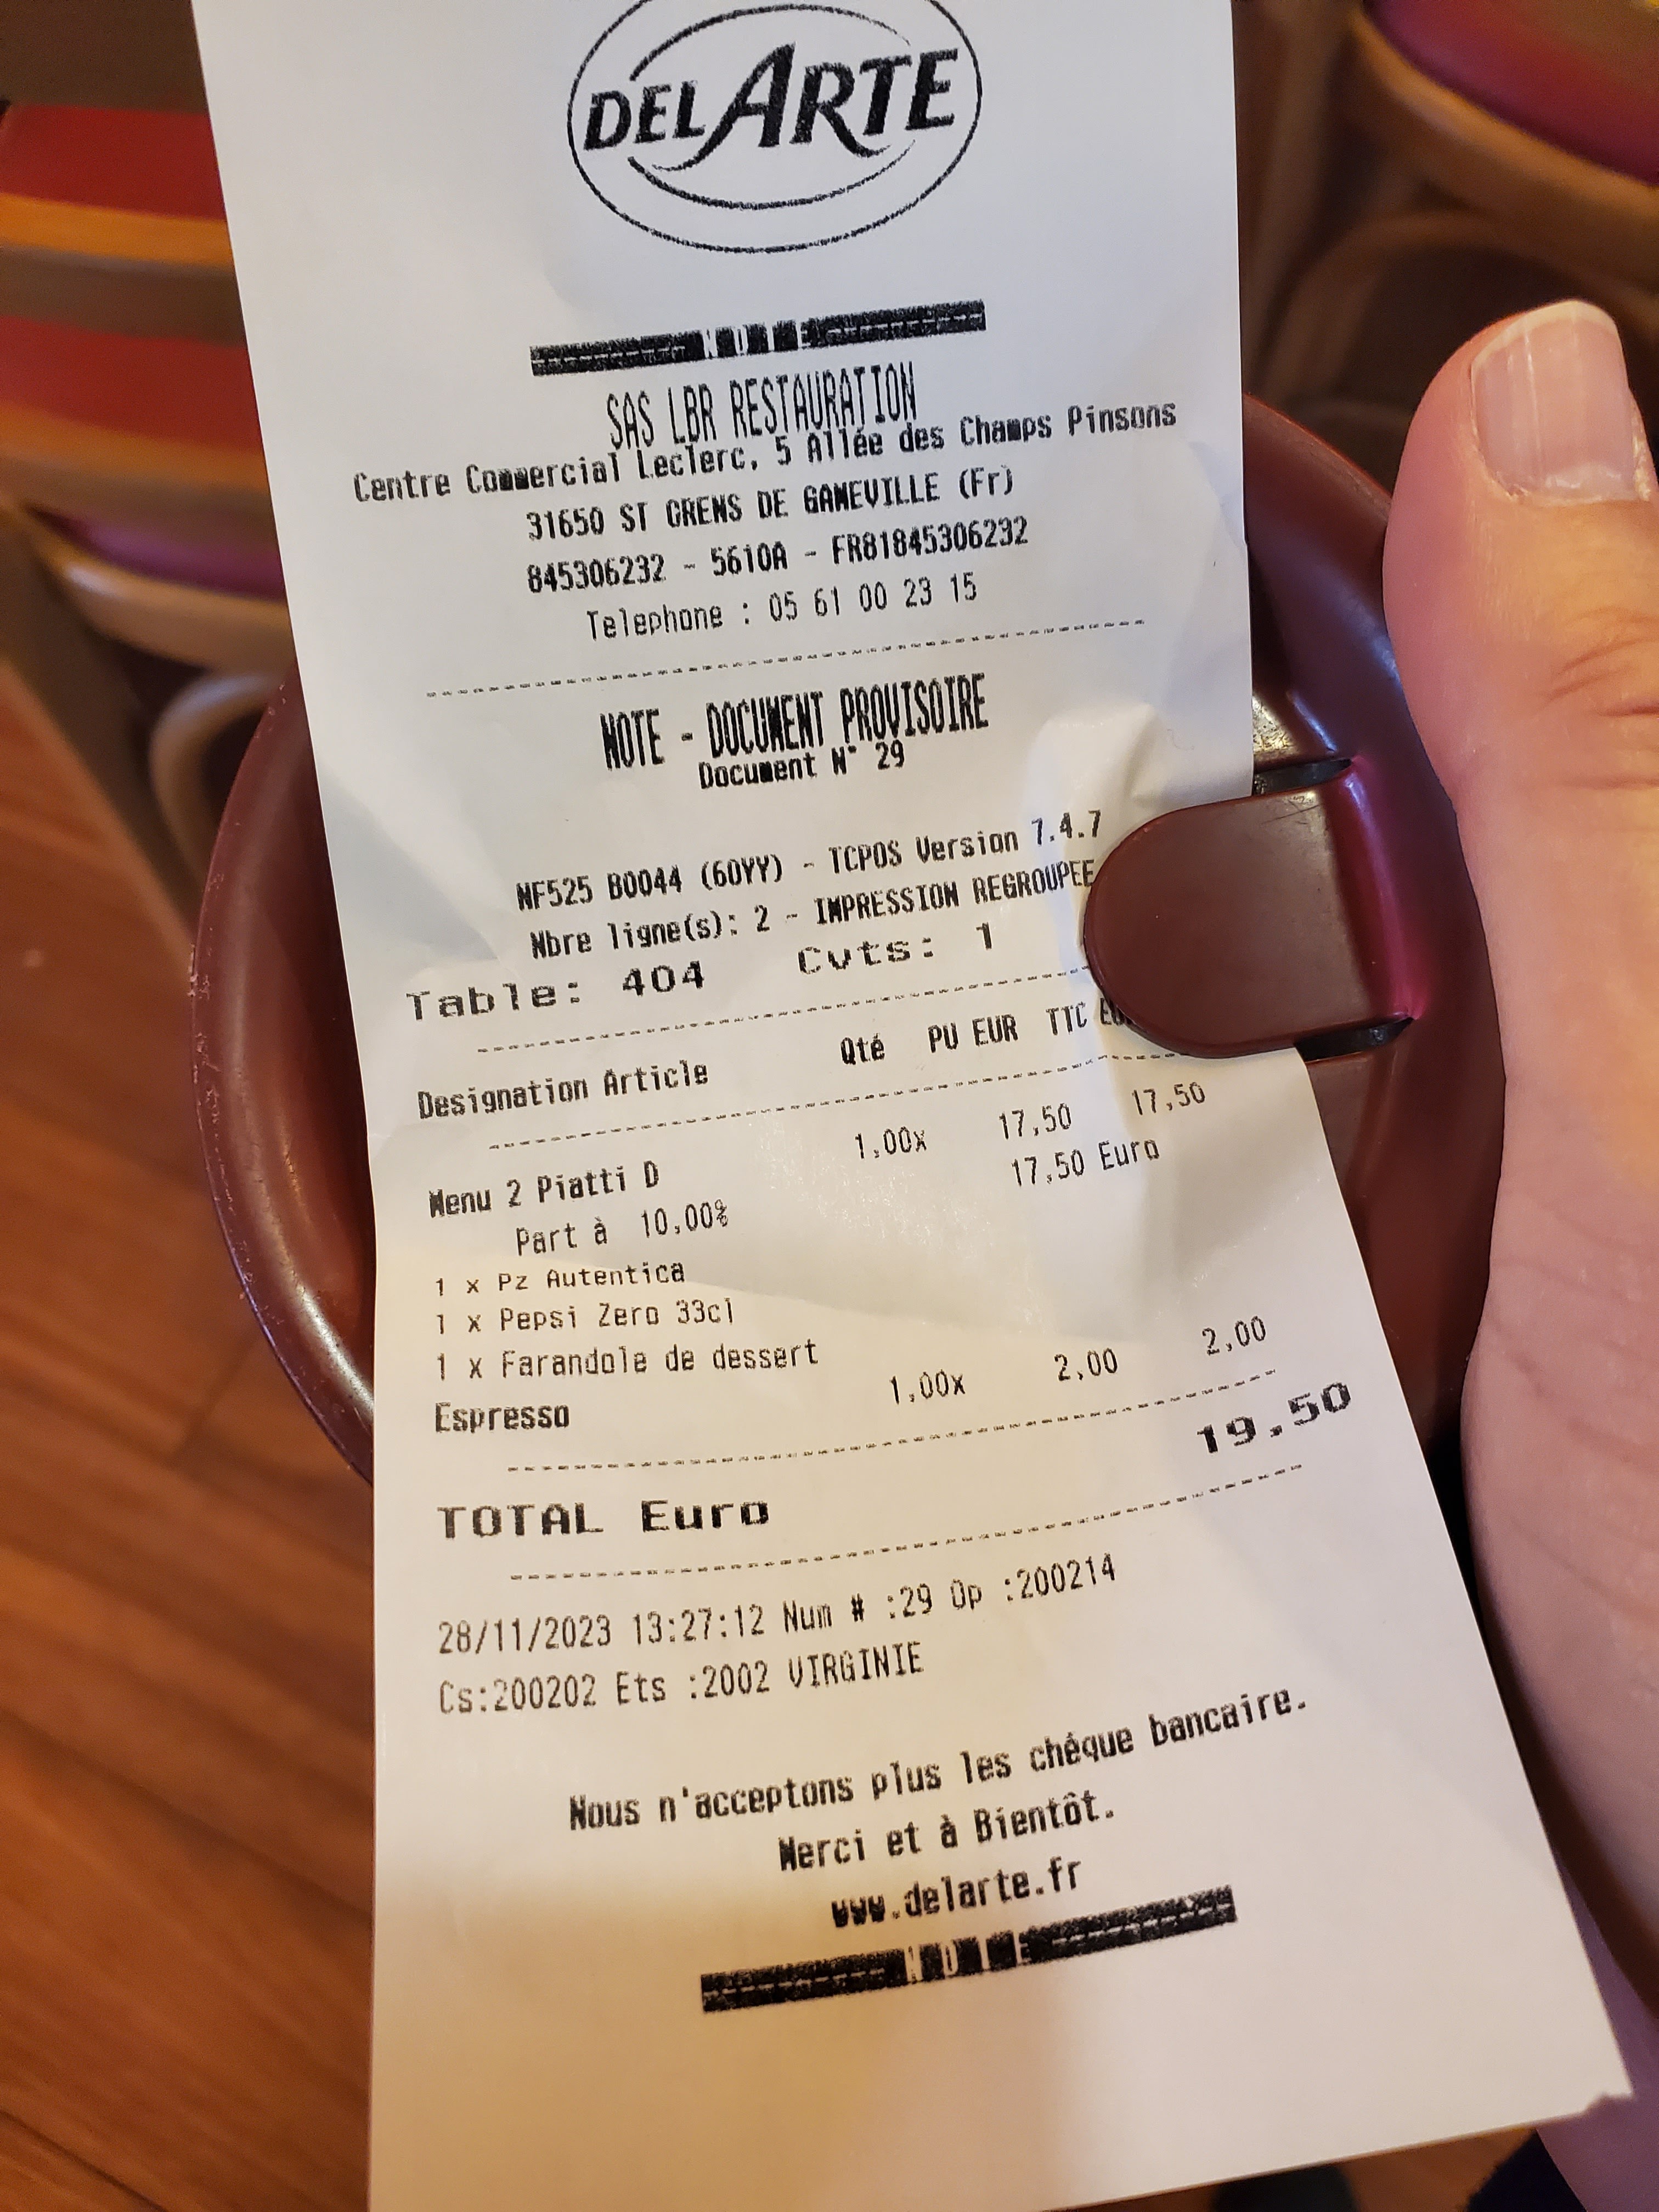 DEL ARTE
NOTE
SAS LBR RESTAURATION
Centre Commercial Leclerc, 5 Allée des Champs Pinsons
31650 ST ORENS DE GAMEVILLE (Fr)
845306232 - 5610A - FR81845306232
Telephone : 05 61 00 23 15
NOTE - DOCUMENT PROVISOIRE
Document N° 29
NF525 B0044 (60YY) - TCPOS Version 7.4.7
Nbre ligne(s): 2 - IMPRESSION REGROUPEE
Table: 404 Cvts: 1
Designation Article Qté PU EUR TTC
Menu 2 Piatti D 1,00x 17,50 17,50
Part à 10,00% 17,50 Euro
1 x Pz Autentica
1 x Pepsi Zero 33cl
1 x Farandole de dessert
Espresso 1,00x 2,00 2,00
TOTAL Euro 19.50
28/11/2023 13:27:12 Num # :29 Op :200214
Cs:200202 Ets :2002 VIRGINIE
Nous n'acceptons plus les chéque bancaire.
Merci et à Bientôt.
www.delarte.fr
NOTE